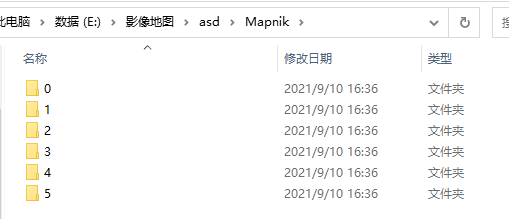 此电脑 › 数据 (E:) › 影像地图 › asd › Mapnik ›
名称 修改日期 类型
0 2021/9/10 16:36 文件夹
1 2021/9/10 16:36 文件夹
2 2021/9/10 16:36 文件夹
3 2021/9/10 16:36 文件夹
4 2021/9/10 16:36 文件夹
5 2021/9/10 16:36 文件夹